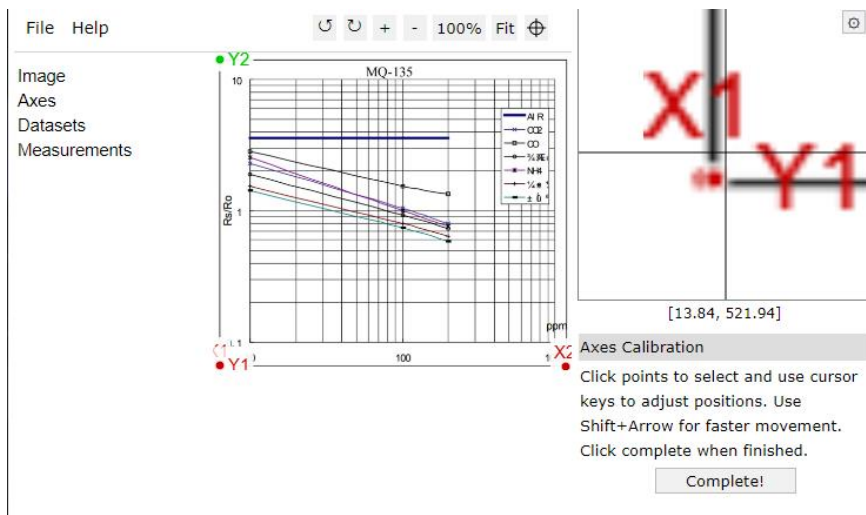 File Help
+ - 100% Fit
Image
Axes
Datasets
Measurements
Y2
MQ-135
10
AIR
CO2
CO
NH4
Rs/Ro
1
ppm
X2
Y1
100
X1
Y1
[13.84, 521.94]
Axes Calibration
Click points to select and use cursor
keys to adjust positions. Use
Shift+Arrow for faster movement.
Click complete when finished.
Complete!